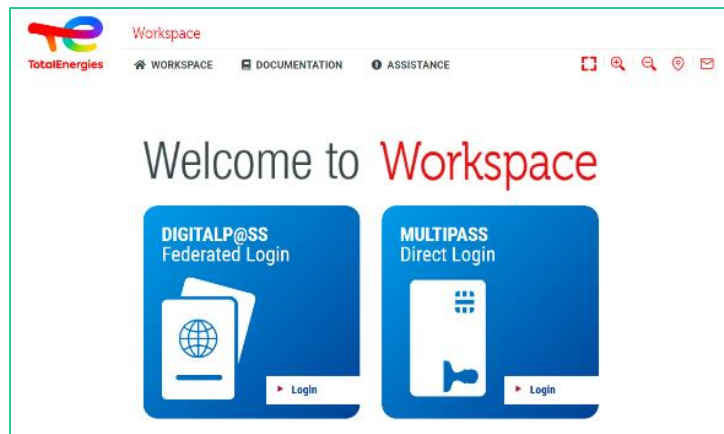 Workspace
TotalEnergies
WORKSPACE DOCUMENTATION ASSISTANCE
Welcome to Workspace
DIGITALP@SS
Federated Login
Login
MULTIPASS
Direct Login
Login